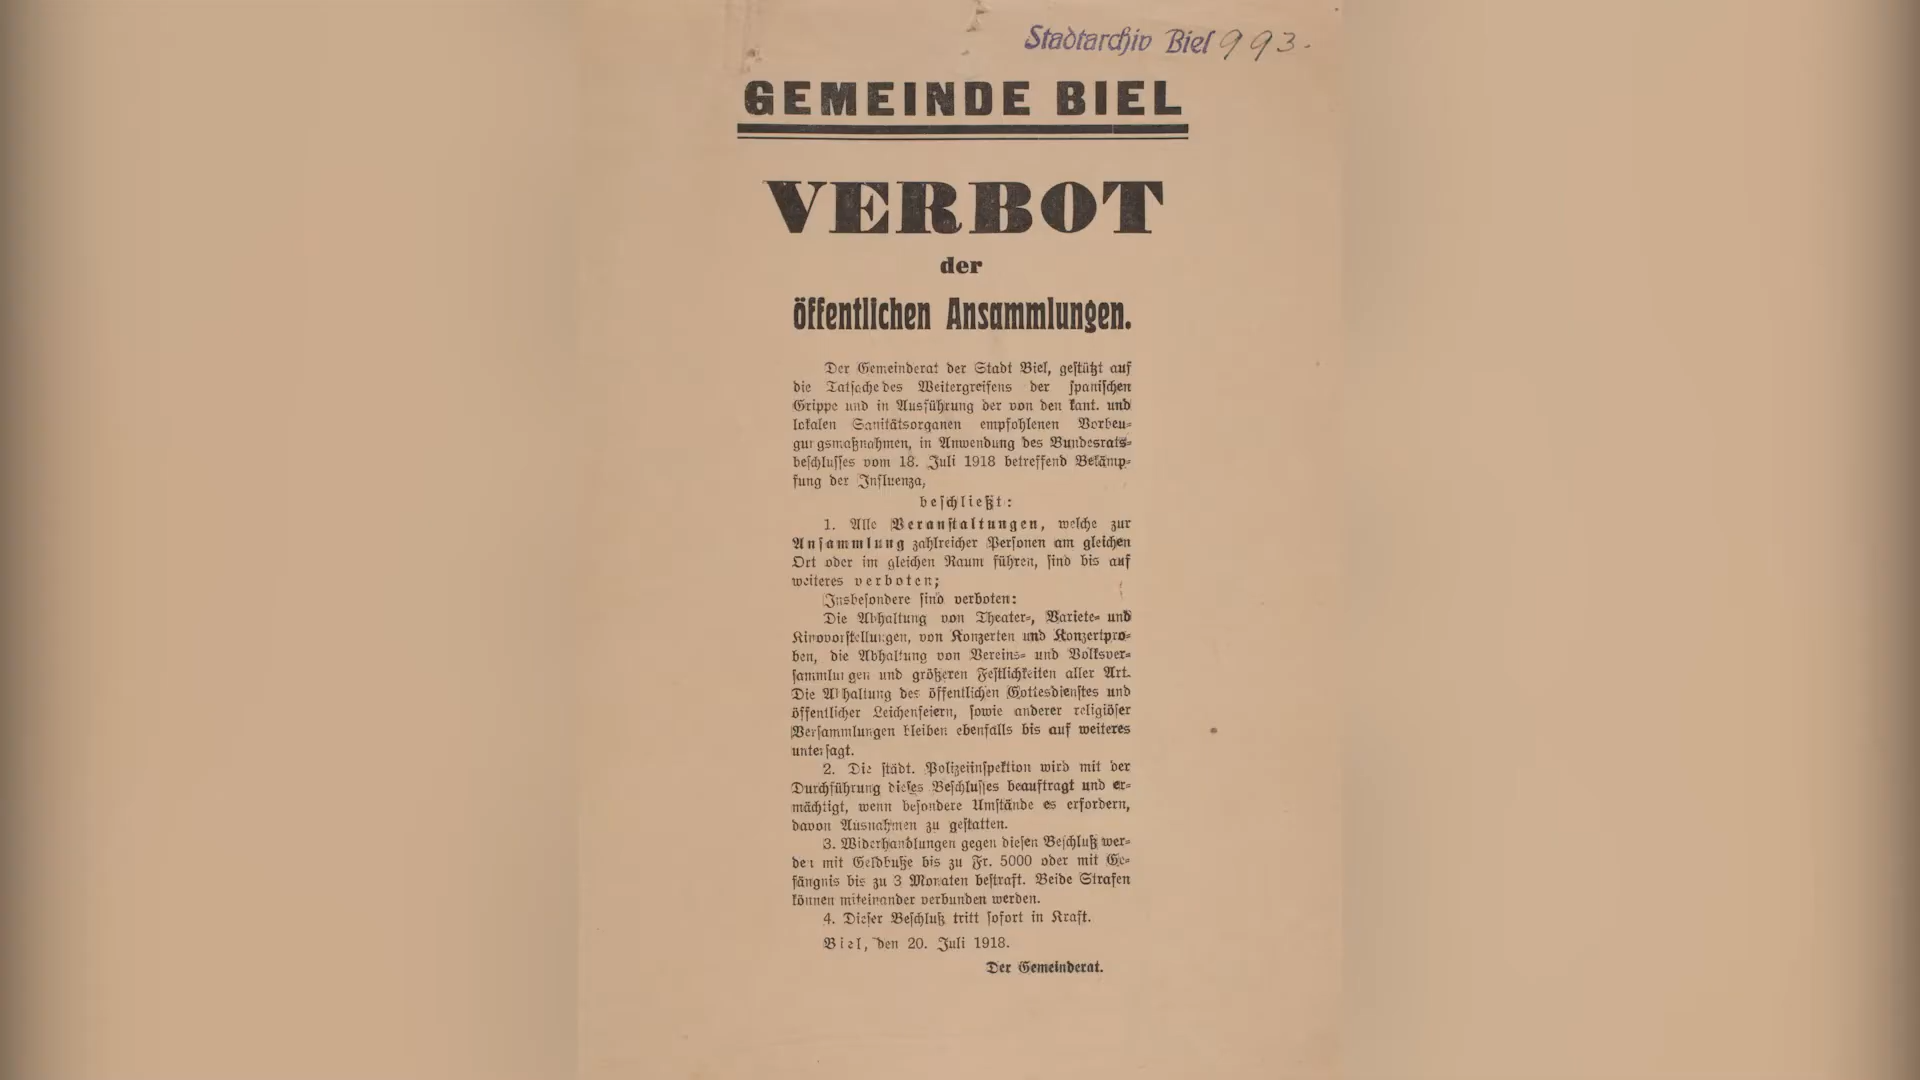 Stadtarchiv Biel 993.
GEMEINDE BIEL
VERBOT
der
öffentlichen Ansammlungen.
Der Gemeinderat der Stadt Biel, gestützt auf
die Tatsache des Weitergreifens der spanischen
Grippe und in Ausführung der von den kant. und
lokalen Sanitätsorganen empfohlenen Vorbeu-
gungsmaßnahmen, in Anwendung des Bundesrats-
beschlusses vom 18. Juli 1918 betreffend Bekämp-
fung der Influenza,
beschließt:
1. Alle Veranstaltungen, welche zur
Ansammlung zahlreicher Personen am gleichen
Ort oder im gleichen Raum führen, sind bis auf
weiteres verboten;
Insbesondere sind verboten:
Die Abhaltung von Theater-, Variete- und
Kinovorstellungen, von Konzerten und Konzertpro-
ben, die Abhaltung von Vereins- und Volksver-
sammlungen und größeren Festlichkeiten aller Art.
Die Abhaltung des öffentlichen Gottesdienstes und
öffentlicher Leichenfeiern, sowie anderer religiöser
Versammlungen bleiben ebenfalls bis auf weiteres
untersagt.
2. Die städt. Polizeiinspektion wird mit der
Durchführung dieses Beschlusses beauftragt und er-
mächtigt, wenn besondere Umstände es erfordern,
davon Ausnahmen zu gestatten.
3. Widerhandlungen gegen diesen Beschluß wer-
den mit Geldbuße bis zu Fr. 5000 oder mit Ge-
fängnis bis zu 3 Monaten bestraft. Beide Strafen
können miteinander verbunden werden.
4. Dieser Beschluß tritt sofort in Kraft.
Biel, den 20. Juli 1918.
Der Gemeinderat.